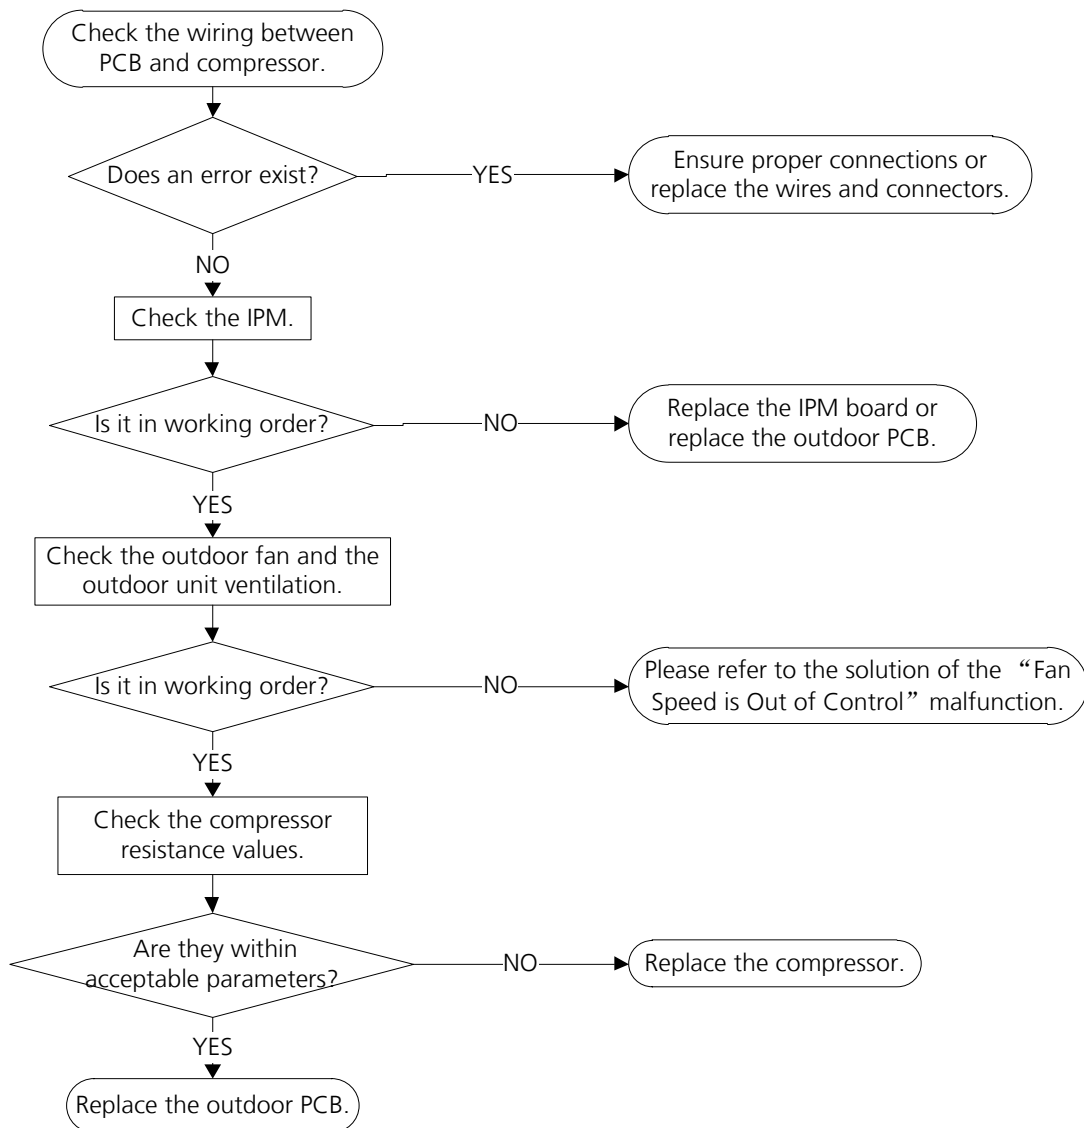 Check the wiring between
PCB and compressor.
Does an error exist?
YES
Ensure proper connections or
replace the wires and connectors.
NO
Check the IPM.
Is it in working order?
NO
Replace the IPM board or
replace the outdoor PCB.
YES
Check the outdoor fan and the
outdoor unit ventilation.
Is it in working order?
NO
Please refer to the solution of the “Fan
Speed is Out of Control” malfunction.
YES
Check the compressor
resistance values.
Are they within
acceptable parameters?
NO
Replace the compressor.
YES
Replace the outdoor PCB.